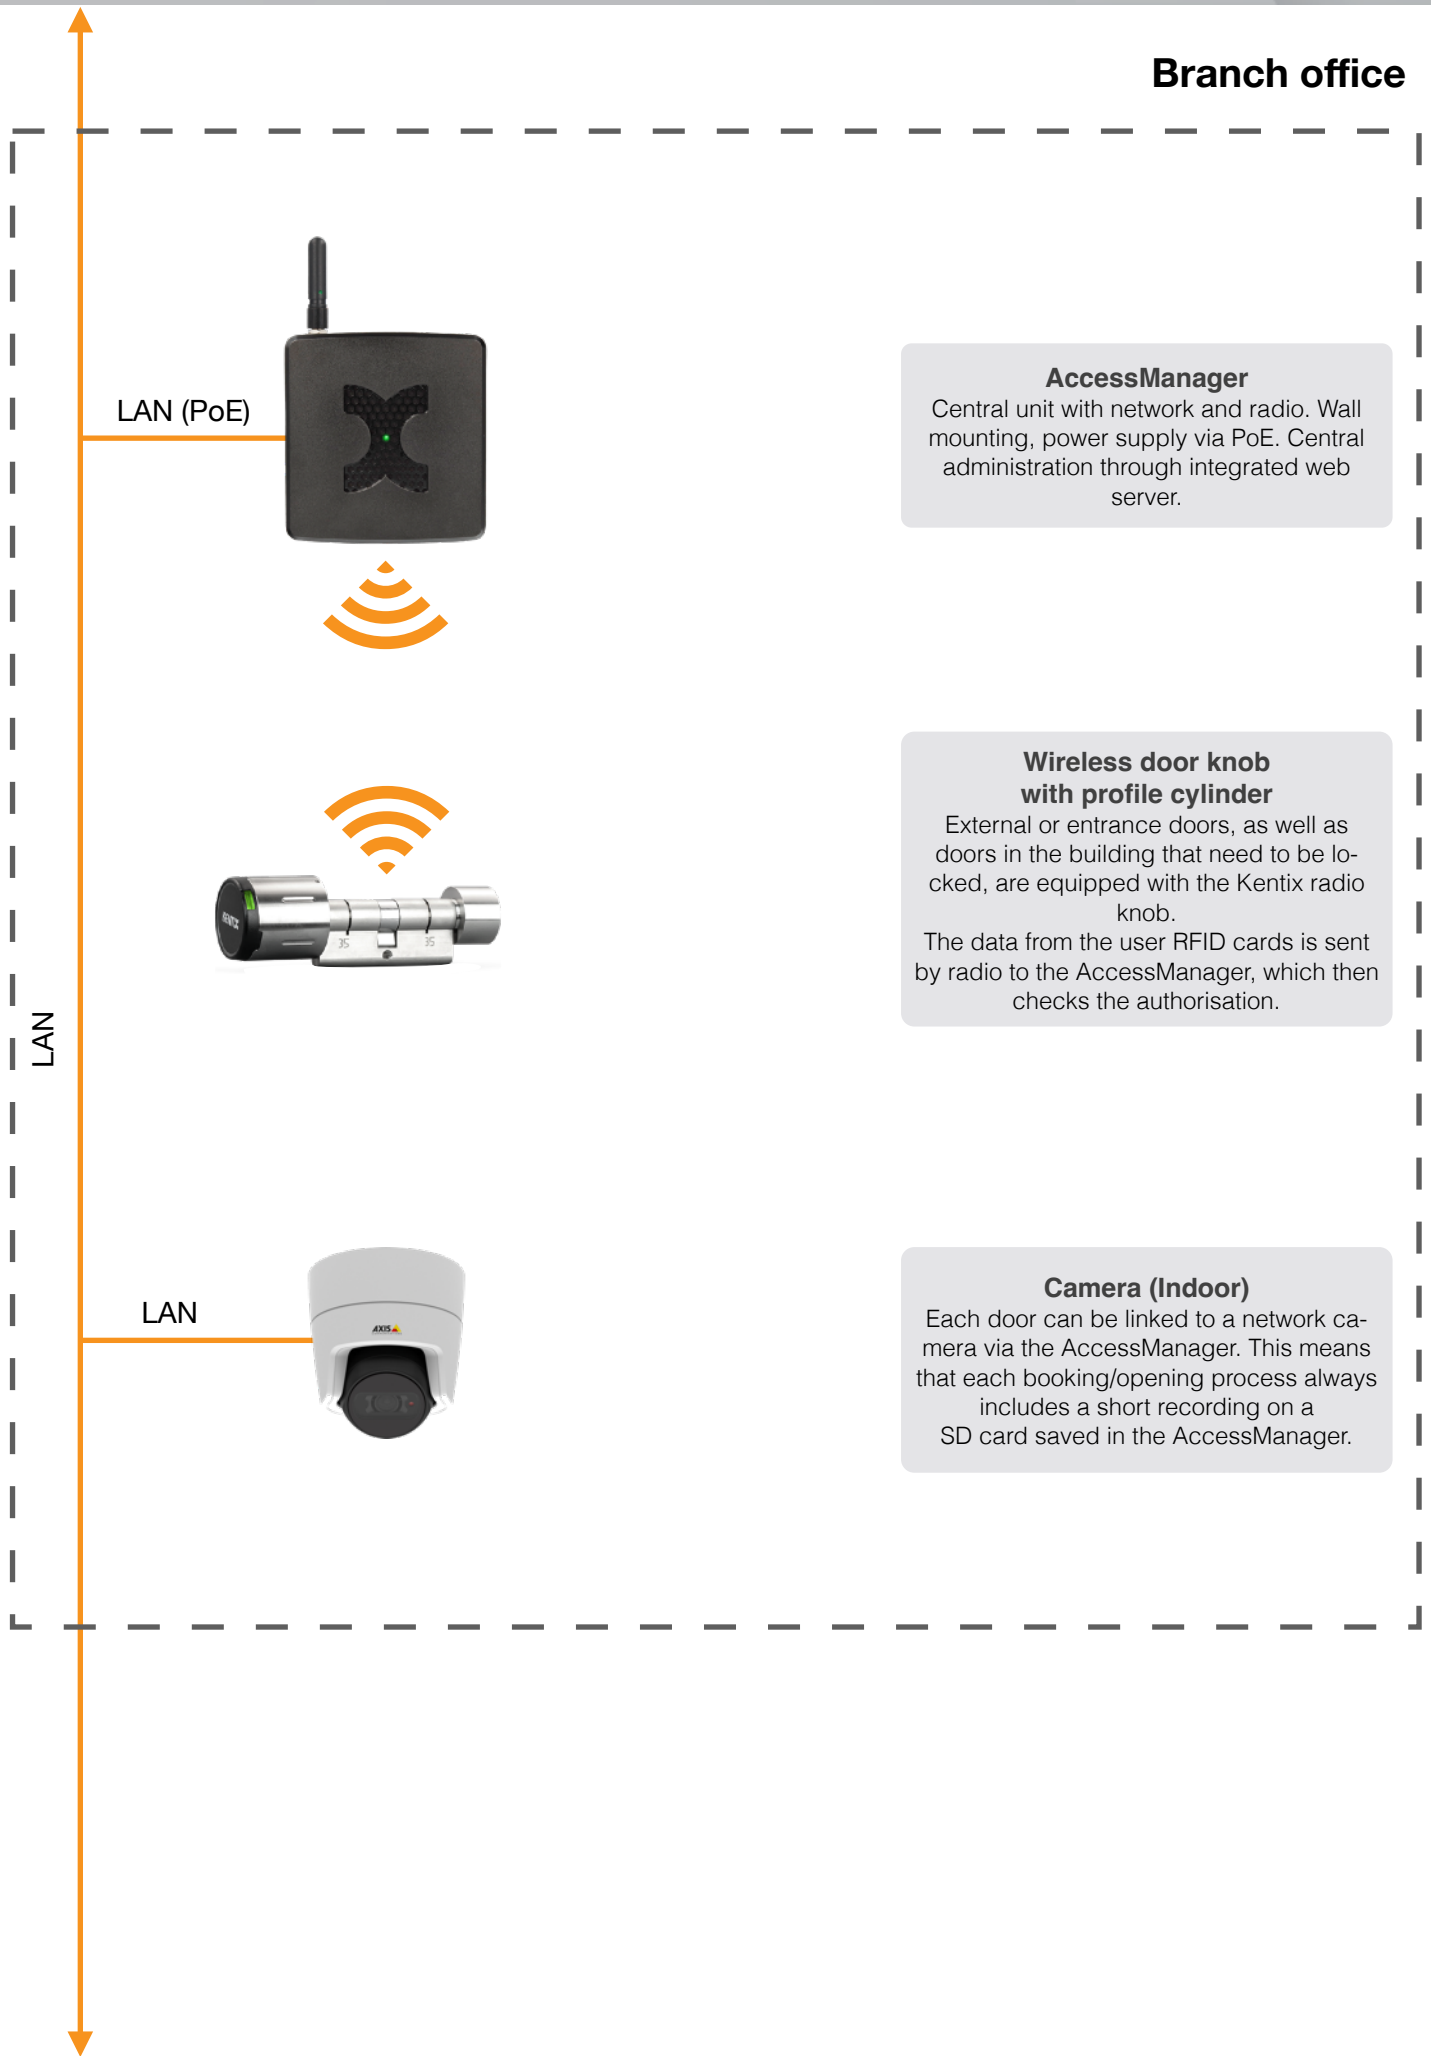 Branch office
LAN (PoE)
AccessManager
Central unit with network and radio. Wall
mounting, power supply via PoE. Central
administration through integrated web
server.
Wireless door knob
with profile cylinder
External or entrance doors, as well as
doors in the building that need to be lo-
cked, are equipped with the Kentix radio
knob.
The data from the user RFID cards is sent
by radio to the AccessManager, which then
checks the authorisation.
KENTIX
35
35
LAN
LAN
AXIS
Camera (Indoor)
Each door can be linked to a network ca-
mera via the AccessManager. This means
that each booking/opening process always
includes a short recording on a
SD card saved in the AccessManager.